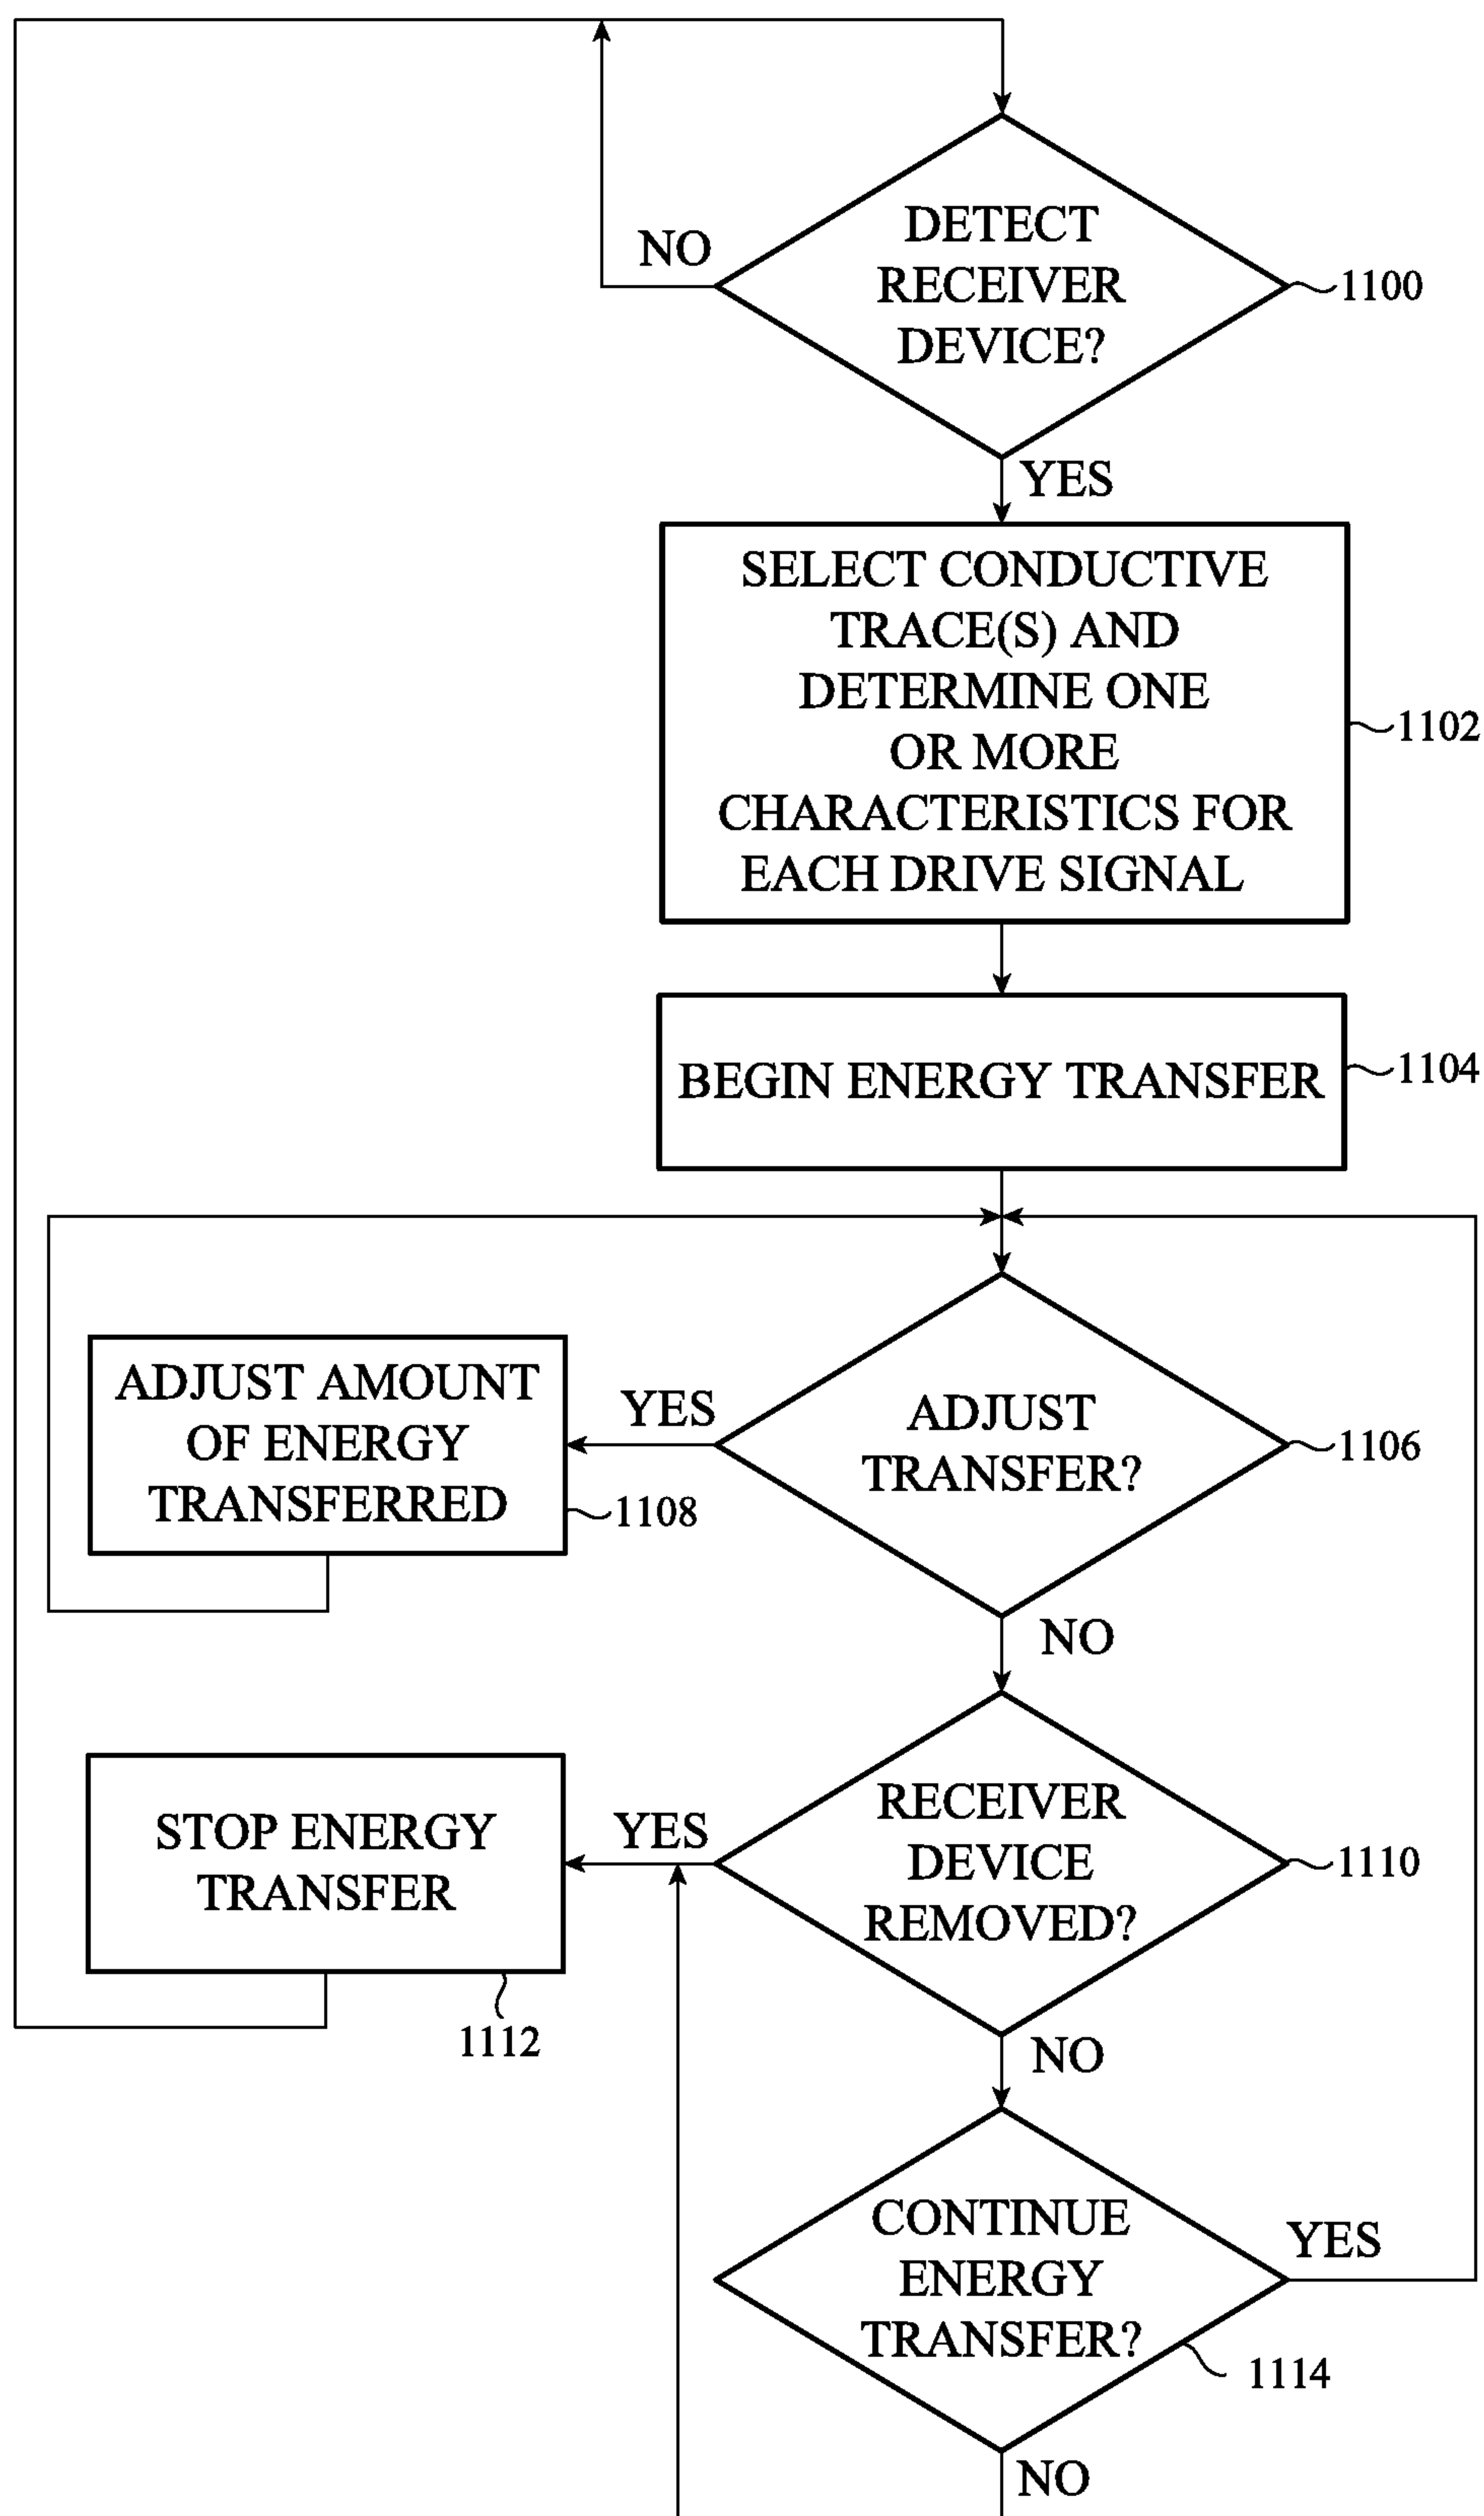 DETECT
RECEIVER
DEVICE?
NO
1100
YES
SELECT CONDUCTIVE
TRACE(S) AND
DETERMINE ONE
OR MORE
CHARACTERISTICS FOR
EACH DRIVE SIGNAL
1102
BEGIN ENERGY TRANSFER
1104
ADJUST
TRANSFER?
1106
YES
ADJUST AMOUNT
OF ENERGY
TRANSFERRED
1108
NO
RECEIVER
DEVICE
REMOVED?
1110
YES
STOP ENERGY
TRANSFER
1112
NO
CONTINUE
ENERGY
TRANSFER?
YES
1114
NO